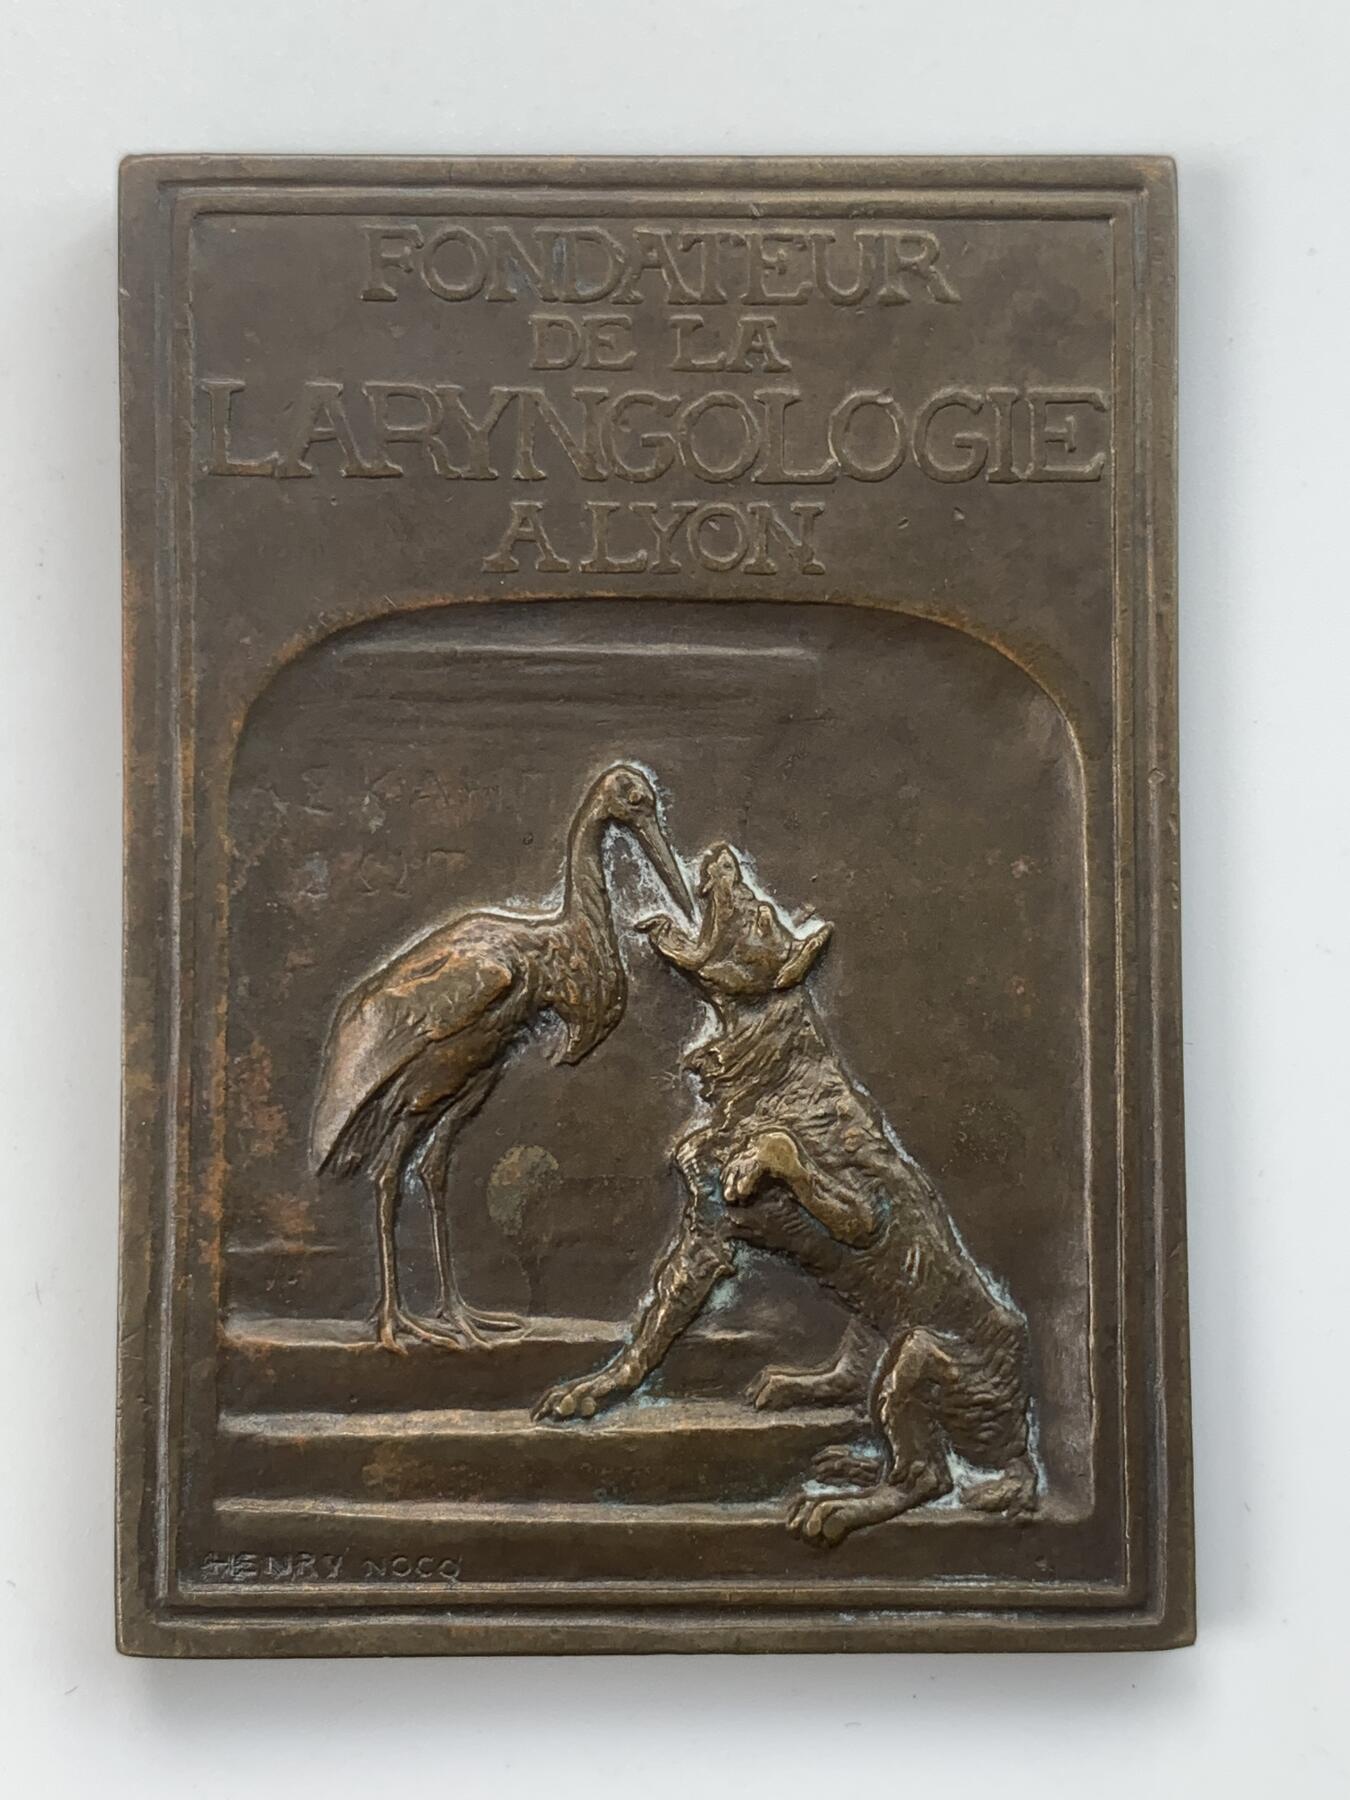 FONDATEUR
DE LA
LARYNGOLOGIE
A LYON
HENRY NOCQ